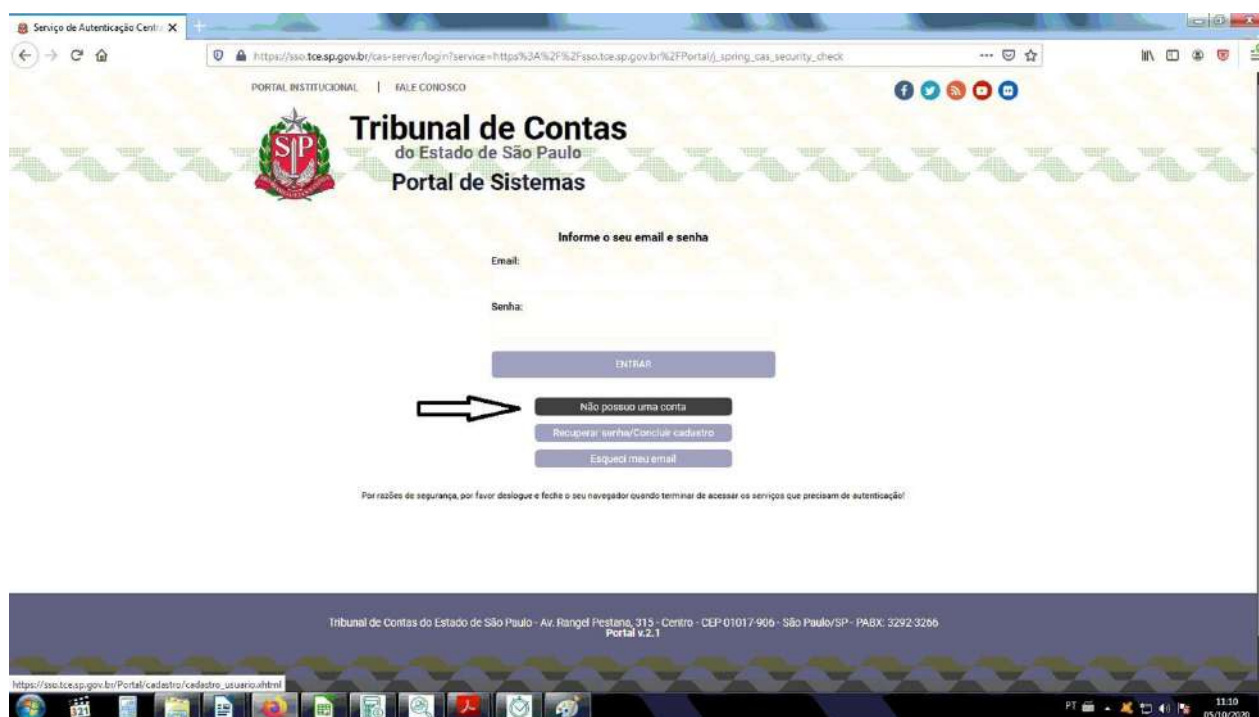 Serviço de Autenticação Centr
https://sso.tce.sp.gov.br/cas-server/login?service=https%3A%2F%2Fsso.tce.sp.gov.br%2FPortal/j_spring_cas_security_check
PORTAL INSTITUCIONAL | FALE CONOSCO
SP
Tribunal de Contas
do Estado de São Paulo
Portal de Sistemas
Informe o seu email e senha
Email:
Senha:
ENTRAR
Não possuo uma conta
Recuperar senha/Concluir cadastro
Esqueci meu email
Por razões de segurança, por favor deslogue e feche o seu navegador quando terminar de acessar os serviços que precisam de autenticação!
Tribunal de Contas do Estado de São Paulo - Av. Rangel Pestana, 315 - Centro - CEP 01017-906 - São Paulo/SP - PABX: 3292-3266
Portal v.2.1
https://sso.tce.sp.gov.br/Portal/cadastro/cadastro_usuario.xhtml
321
PT
11:10
05/10/2020